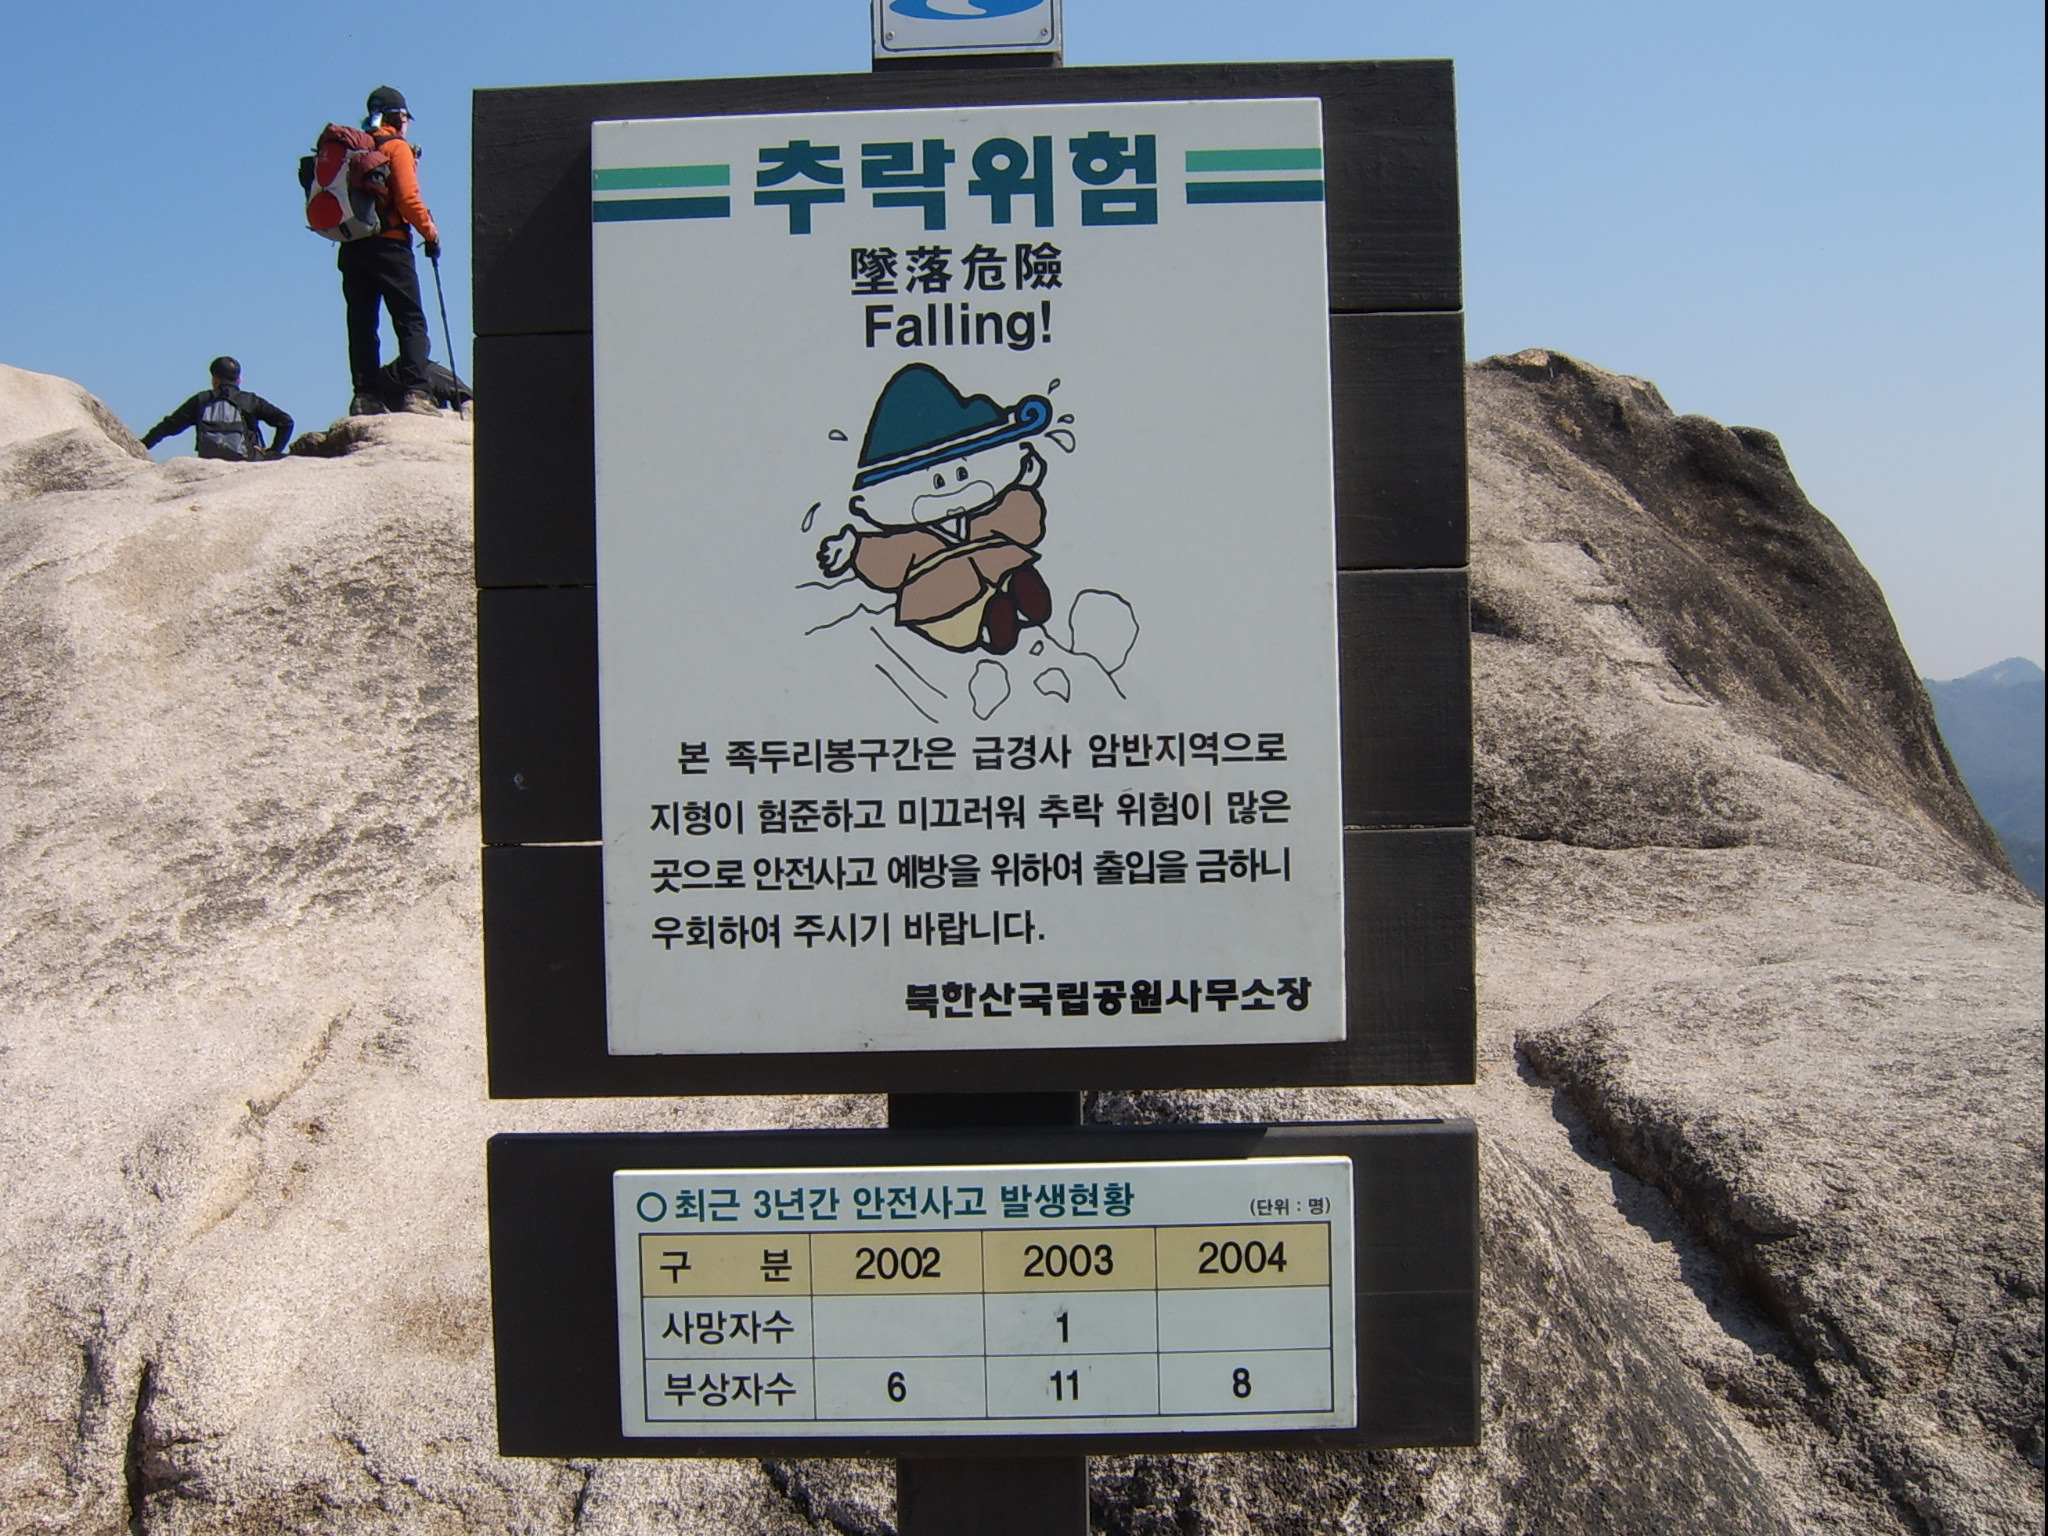 추락위험
墜落危險
Falling!
본 족두리봉구간은 급경사 암반지역으로
지형이 험준하고 미끄러워 추락 위험이 많은
곳으로 안전사고 예방을 위하여 출입을 금하니
우회하여 주시기 바랍니다.
북한산국립공원사무소장
○최근 3년간 안전사고 발생현황 (단위 : 명)
구 분 2002 2003 2004
사망자수 1
부상자수 6 11 8